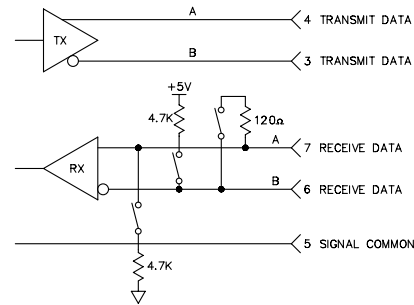 A
4 TRANSMIT DATA
TX
B
3 TRANSMIT DATA
+5V
4.7K
120Ω
A
7 RECEIVE DATA
RX
B
6 RECEIVE DATA
5 SIGNAL COMMON
4.7K